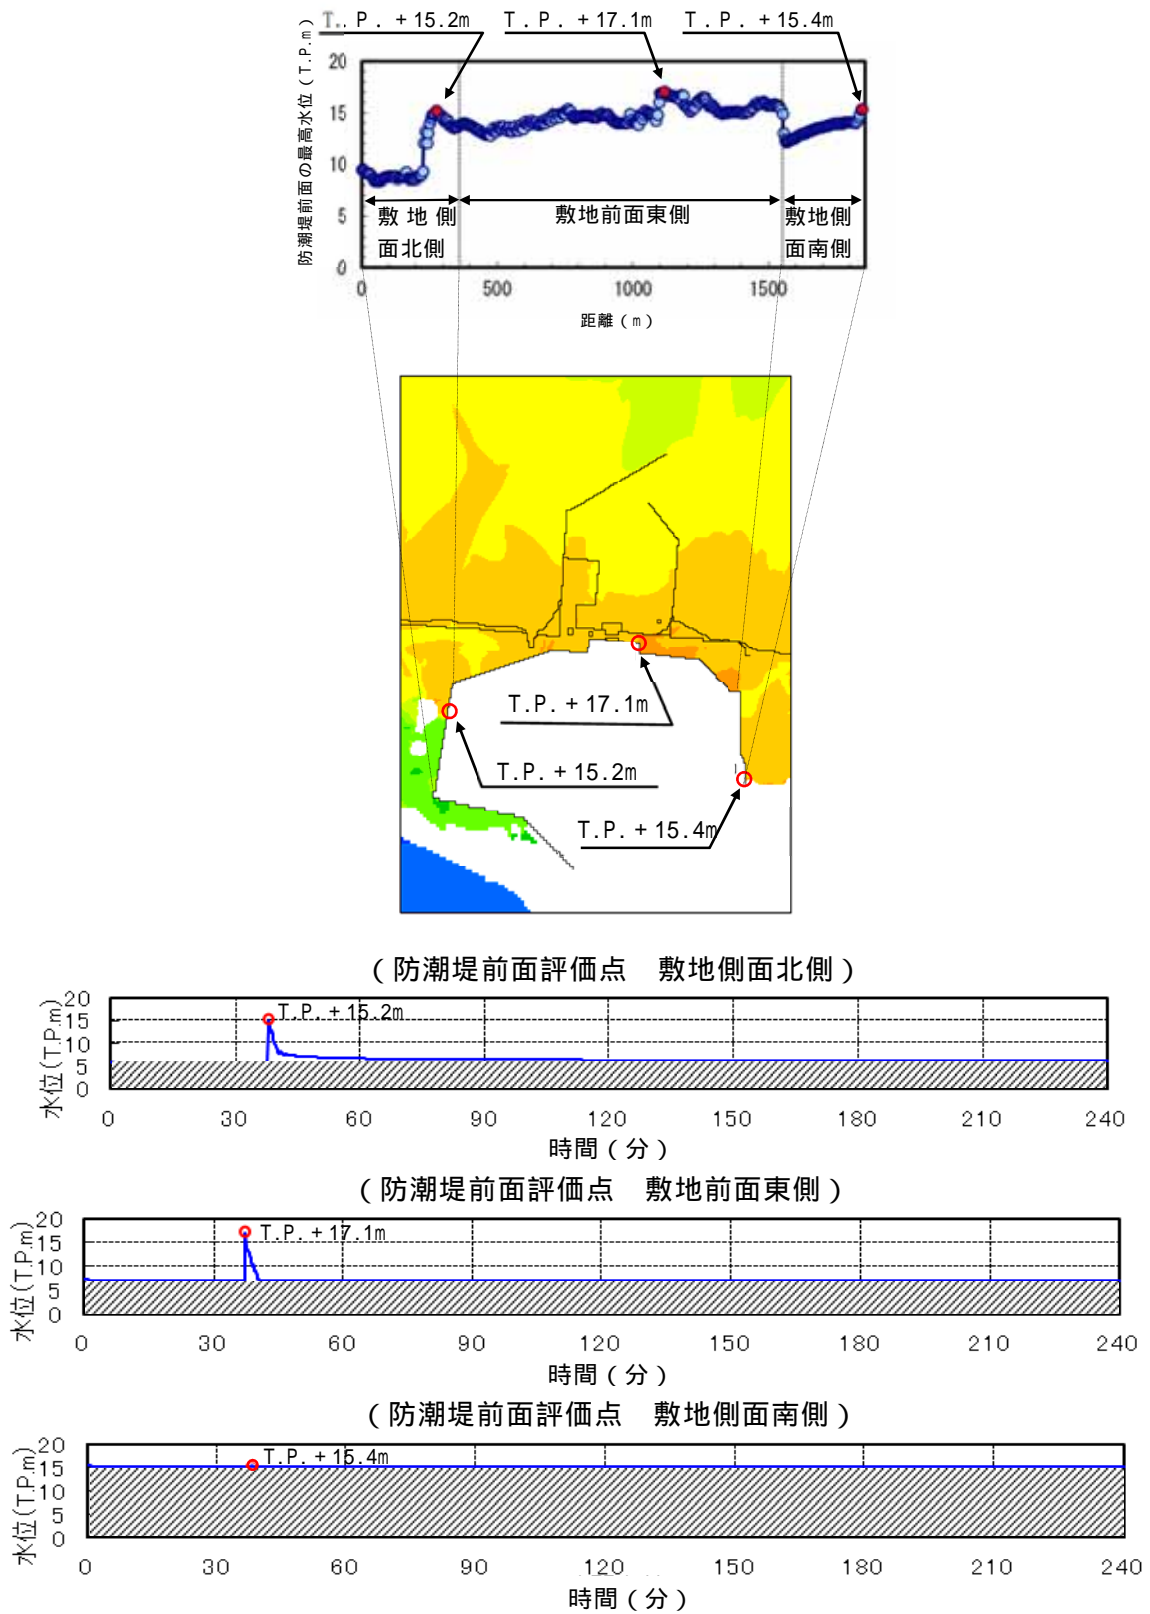 T．P．＋15.2m T．P．＋17.1m T．P．＋15.4m
防潮堤前面の最高水位（T.P.m）
20
15
10
5
0
敷地側
面北側
敷地前面東側
敷地側
面南側
0 500 1000 1500
距離（m）
T.P.＋17.1m
T.P.＋15.2m
T.P.＋15.4m
（防潮堤前面評価点　敷地側面北側）
水位(T.P.m)
20
15
10
5
0
T.P.＋15.2m
0 30 60 90 120 150 180 210 240
時間（分）
（防潮堤前面評価点　敷地前面東側）
水位(T.P.m)
20
15
10
5
0
T.P.＋17.1m
0 30 60 90 120 150 180 210 240
時間（分）
（防潮堤前面評価点　敷地側面南側）
水位(T.P.m)
20
15
10
5
0
T.P.＋15.4m
0 30 60 90 120 150 180 210 240
時間（分）